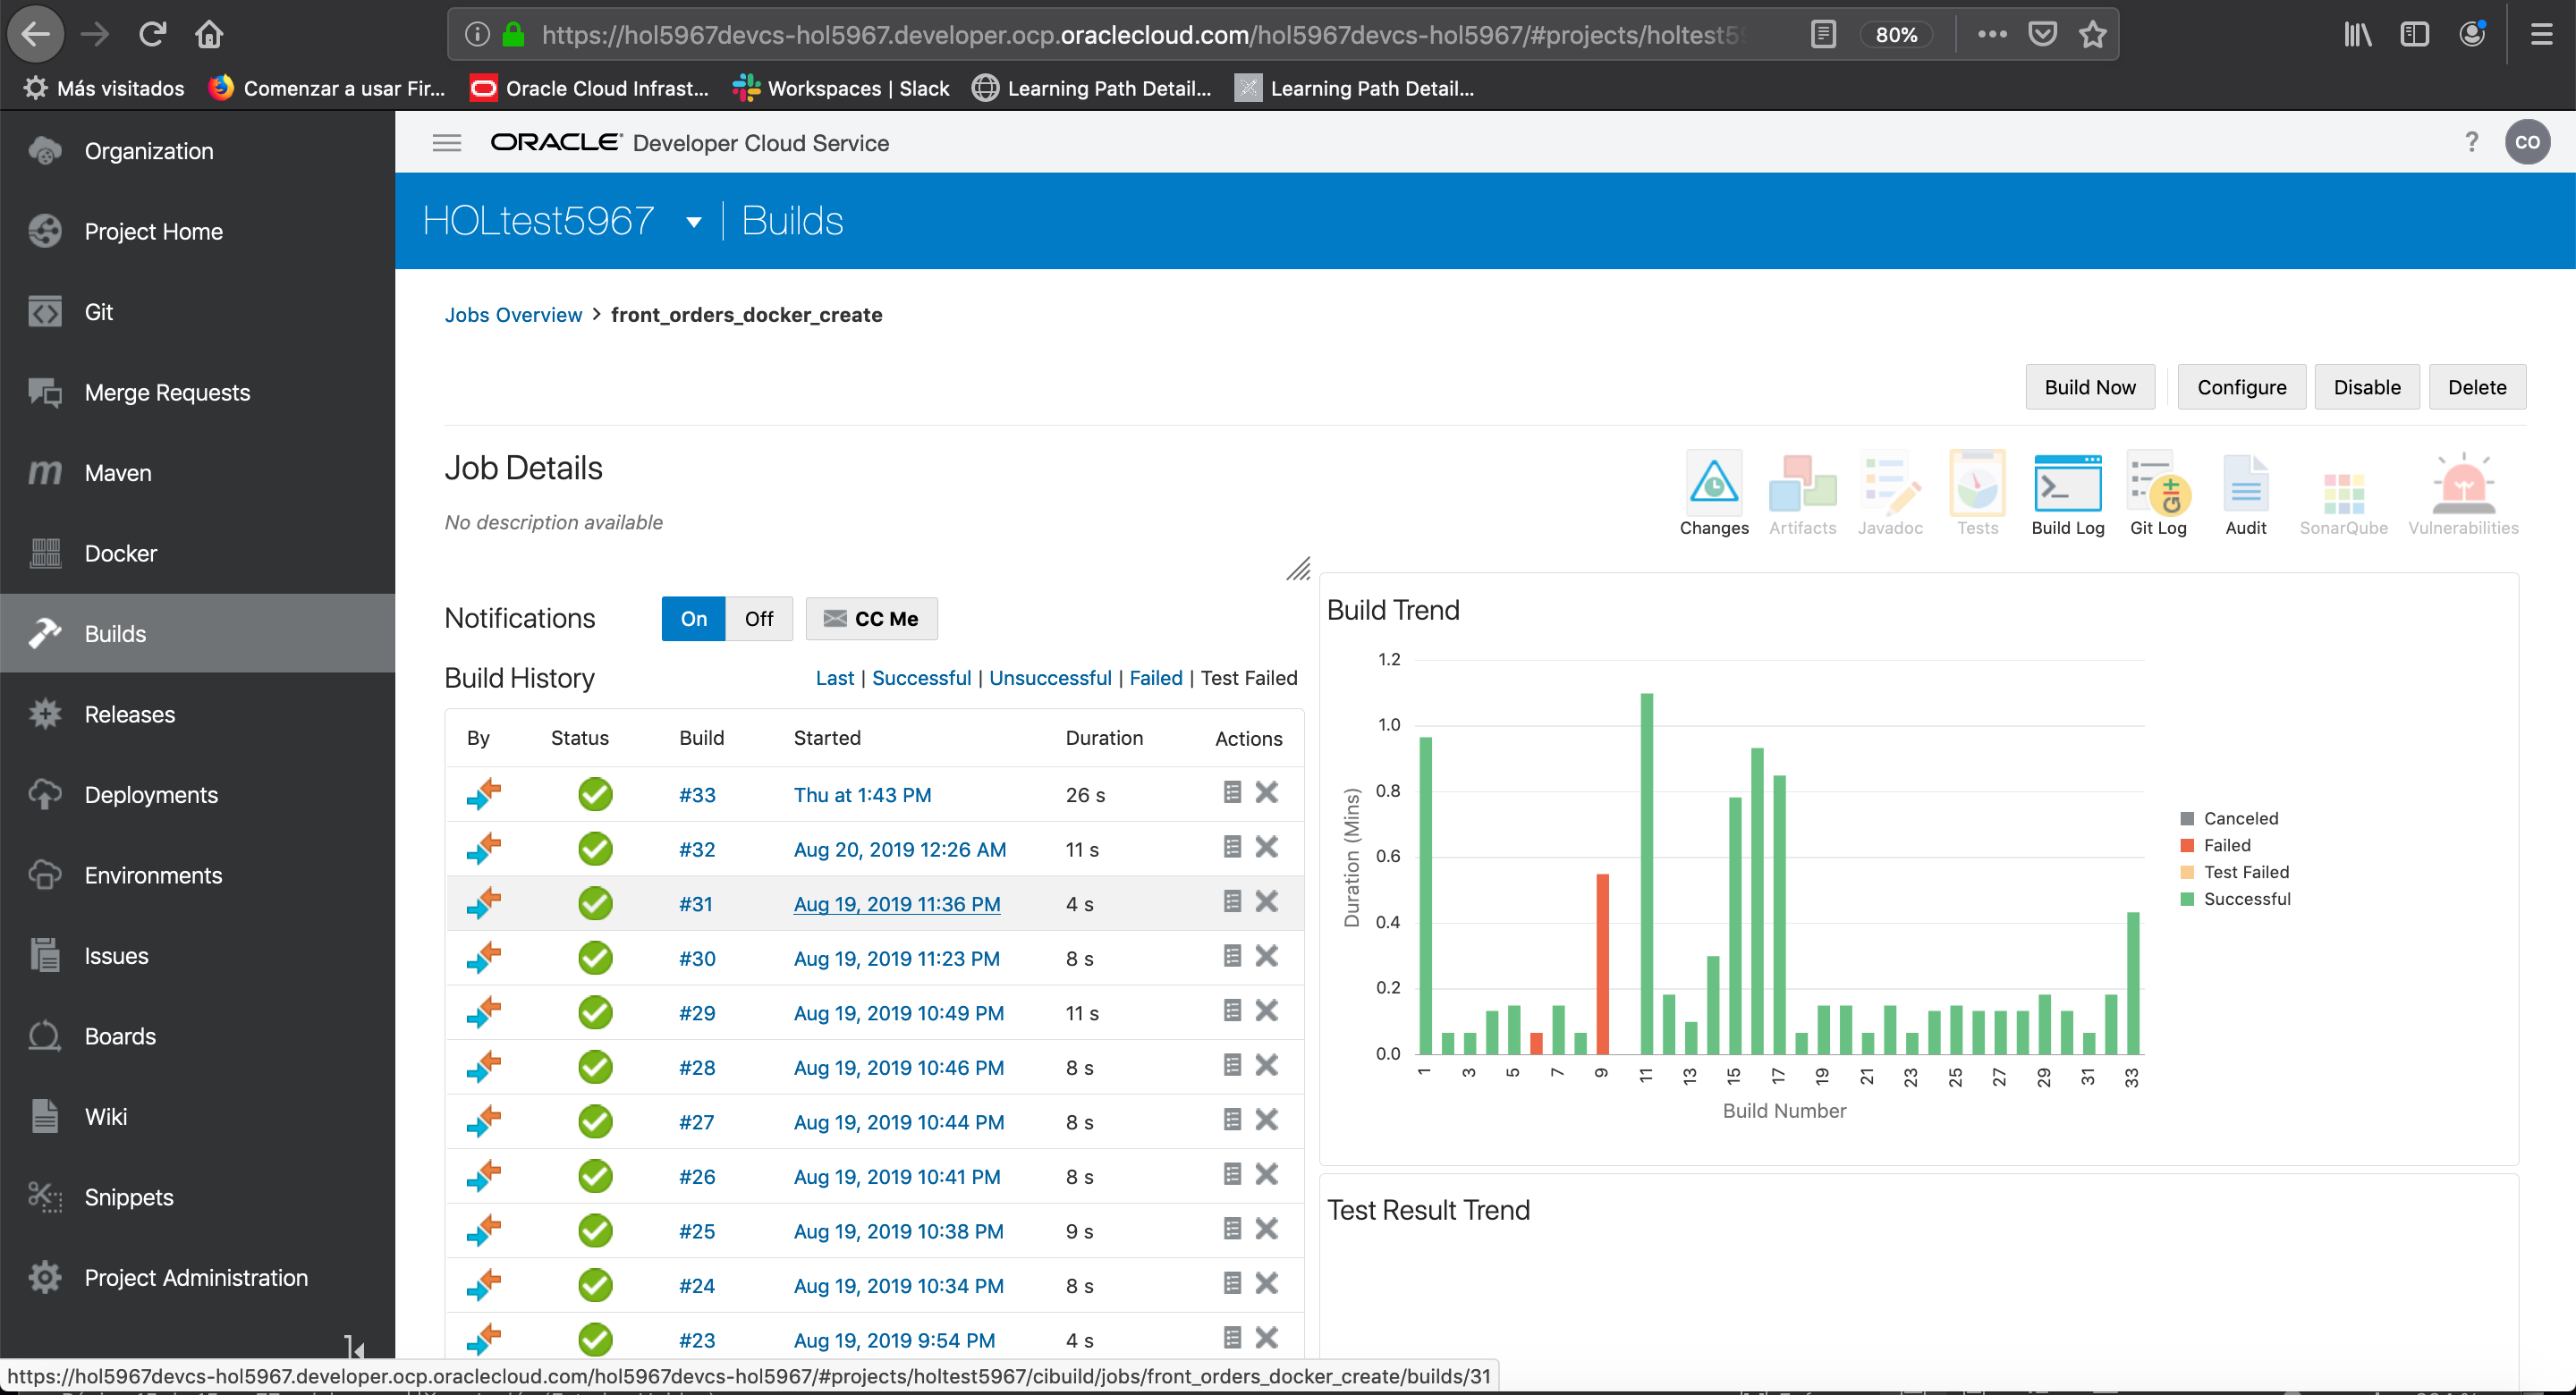 https://hol5967devcs-hol5967.developer.ocp.oraclecloud.com/hol5967devcs-hol5967/#projects/holtest59
80%
Más visitados
Comenzar a usar Fir...
Oracle Cloud Infrast...
Workspaces | Slack
Learning Path Detail...
Learning Path Detail...
Organization
Project Home
Git
Merge Requests
Maven
Docker
Builds
Releases
Deployments
Environments
Issues
Boards
Wiki
Snippets
Project Administration
ORACLE Developer Cloud Service
?
CO
HOLtest5967 | Builds
Jobs Overview > front_orders_docker_create
Build Now
Configure
Disable
Delete
Job Details
No description available
Changes
Artifacts
Javadoc
Tests
Build Log
Git Log
Audit
SonarQube
Vulnerabilities
Notifications
On
Off
CC Me
Build History
Last | Successful | Unsuccessful | Failed | Test Failed
By Status Build Started Duration Actions
#33 Thu at 1:43 PM 26 s
#32 Aug 20, 2019 12:26 AM 11 s
#31 Aug 19, 2019 11:36 PM 4 s
#30 Aug 19, 2019 11:23 PM 8 s
#29 Aug 19, 2019 10:49 PM 11 s
#28 Aug 19, 2019 10:46 PM 8 s
#27 Aug 19, 2019 10:44 PM 8 s
#26 Aug 19, 2019 10:41 PM 8 s
#25 Aug 19, 2019 10:38 PM 9 s
#24 Aug 19, 2019 10:34 PM 8 s
#23 Aug 19, 2019 9:54 PM 4 s
Build Trend
1.2
1.0
0.8
0.6
0.4
0.2
0.0
Duration (Mins)
1 3 5 7 9 11 13 15 17 19 21 23 25 27 29 31 33
Build Number
Canceled
Failed
Test Failed
Successful
Test Result Trend
https://hol5967devcs-hol5967.developer.ocp.oraclecloud.com/hol5967devcs-hol5967/#projects/holtest5967/cibuild/jobs/front_orders_docker_create/builds/31